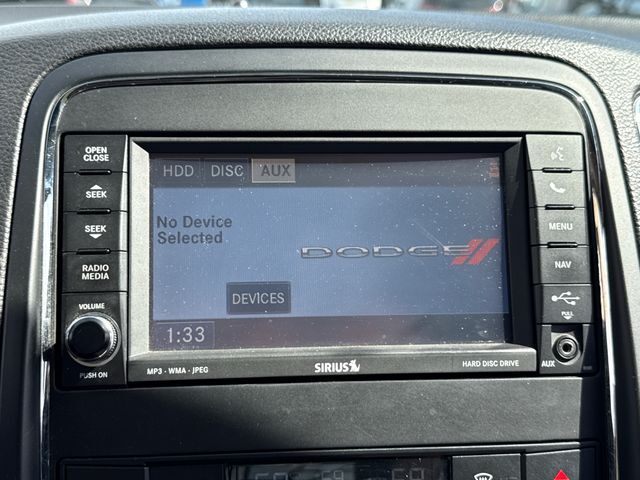 OPEN
CLOSE
SEEK
SEEK
RADIO
MEDIA
VOLUME
PUSH ON
HDD DISC AUX
No Device
Selected
DODGE
DEVICES
1:33
MP3 · WMA · JPEG
SIRIUS
HARD DISC DRIVE
MENU
NAV
PULL
AUX